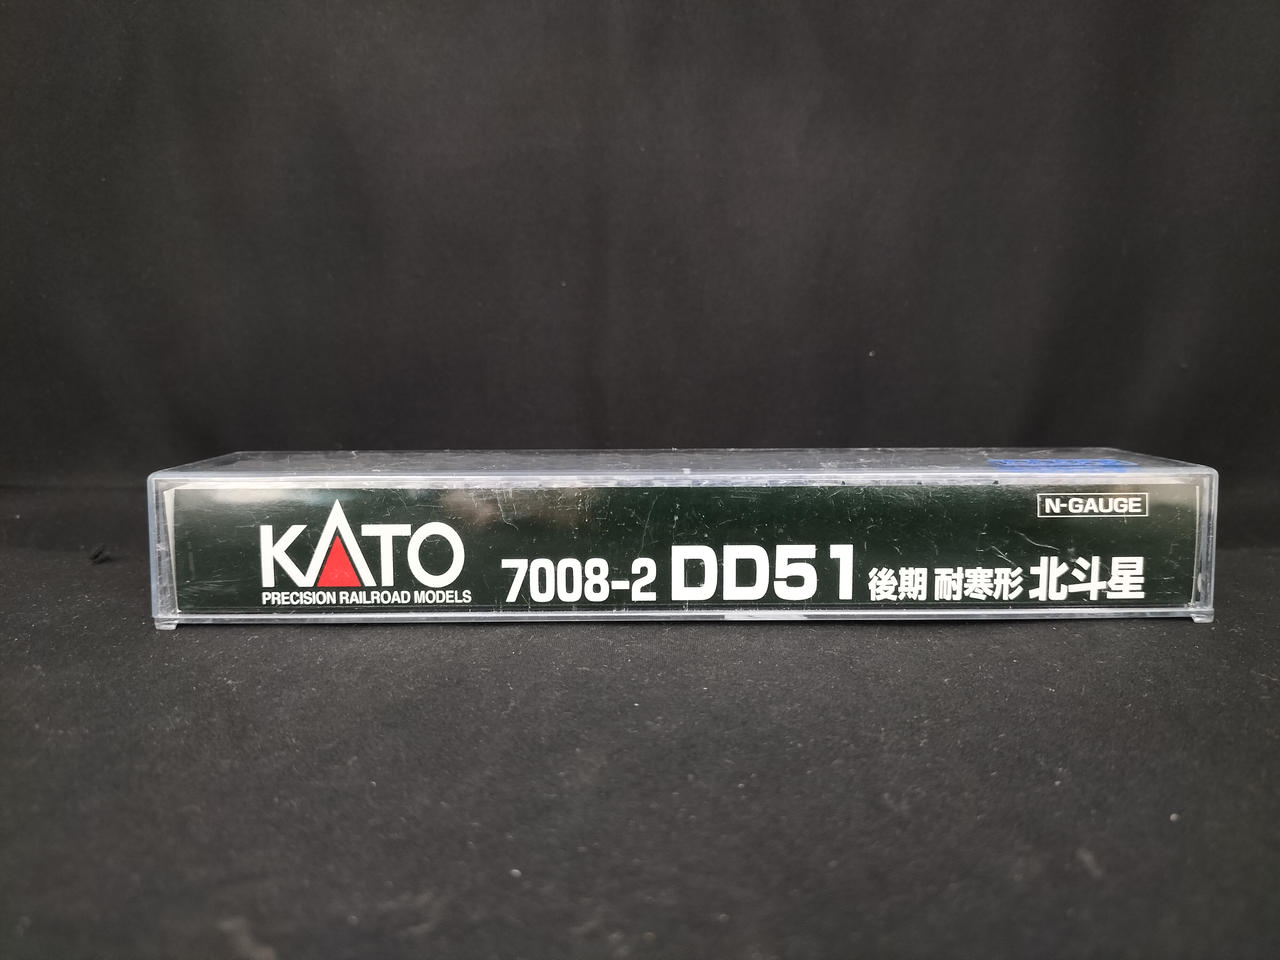 N-GAUGE
KATO
PRECISION RAILROAD MODELS
7008-2 DD51 後期 耐寒形 北斗星